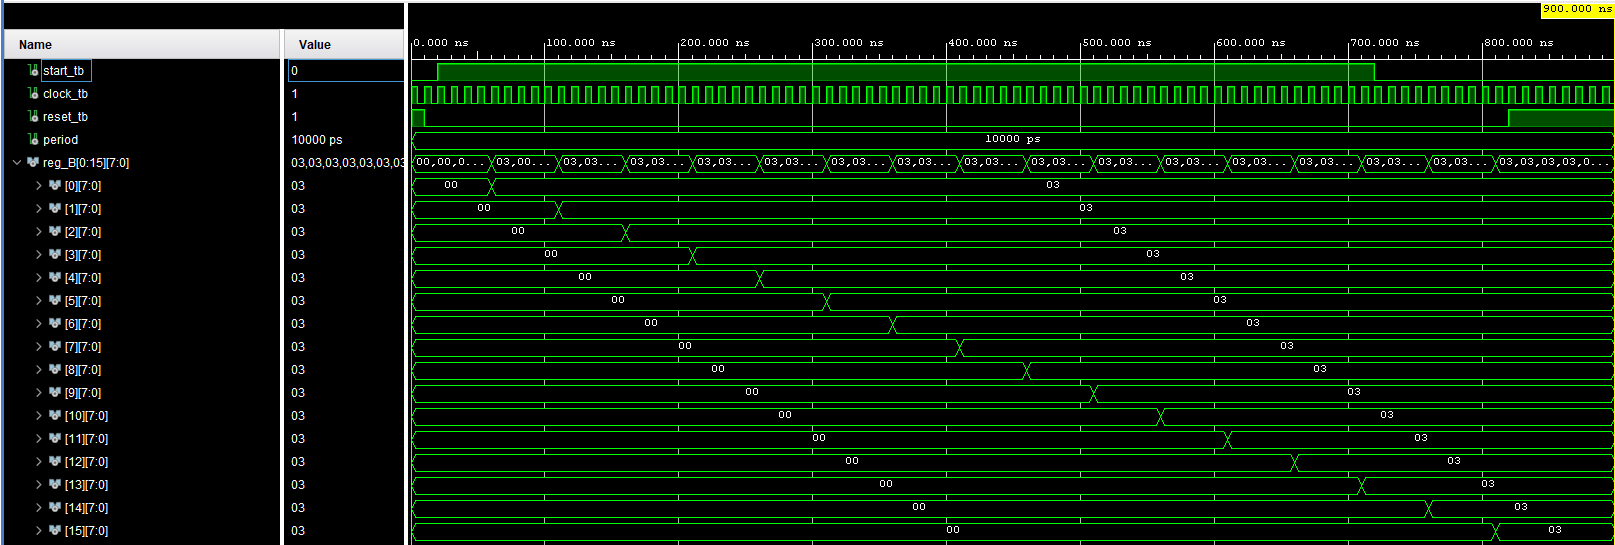 900.000 ns
Name Value 0.000 ns 100.000 ns 200.000 ns 300.000 ns 400.000 ns 500.000 ns 600.000 ns 700.000 ns 800.000 ns
start_tb 0
clock_tb 1
reset_tb 1
period 10000 ps 10000 ps
reg_B[0:15][7:0] 03,03,03,03,03,03,03 00,00,0... 03,00... 03,03... 03,03... 03,03... 03,03... 03,03... 03,03... 03,03... 03,03... 03,03... 03,03... 03,03... 03,03... 03,03... 03,03... 03,03,03,03,0...
[0][7:0] 03 00 03
[1][7:0] 03 00 03
[2][7:0] 03 00 03
[3][7:0] 03 00 03
[4][7:0] 03 00 03
[5][7:0] 03 00 03
[6][7:0] 03 00 03
[7][7:0] 03 00 03
[8][7:0] 03 00 03
[9][7:0] 03 00 03
[10][7:0] 03 00 03
[11][7:0] 03 00 03
[12][7:0] 03 00 03
[13][7:0] 03 00 03
[14][7:0] 03 00 03
[15][7:0] 03 00 03